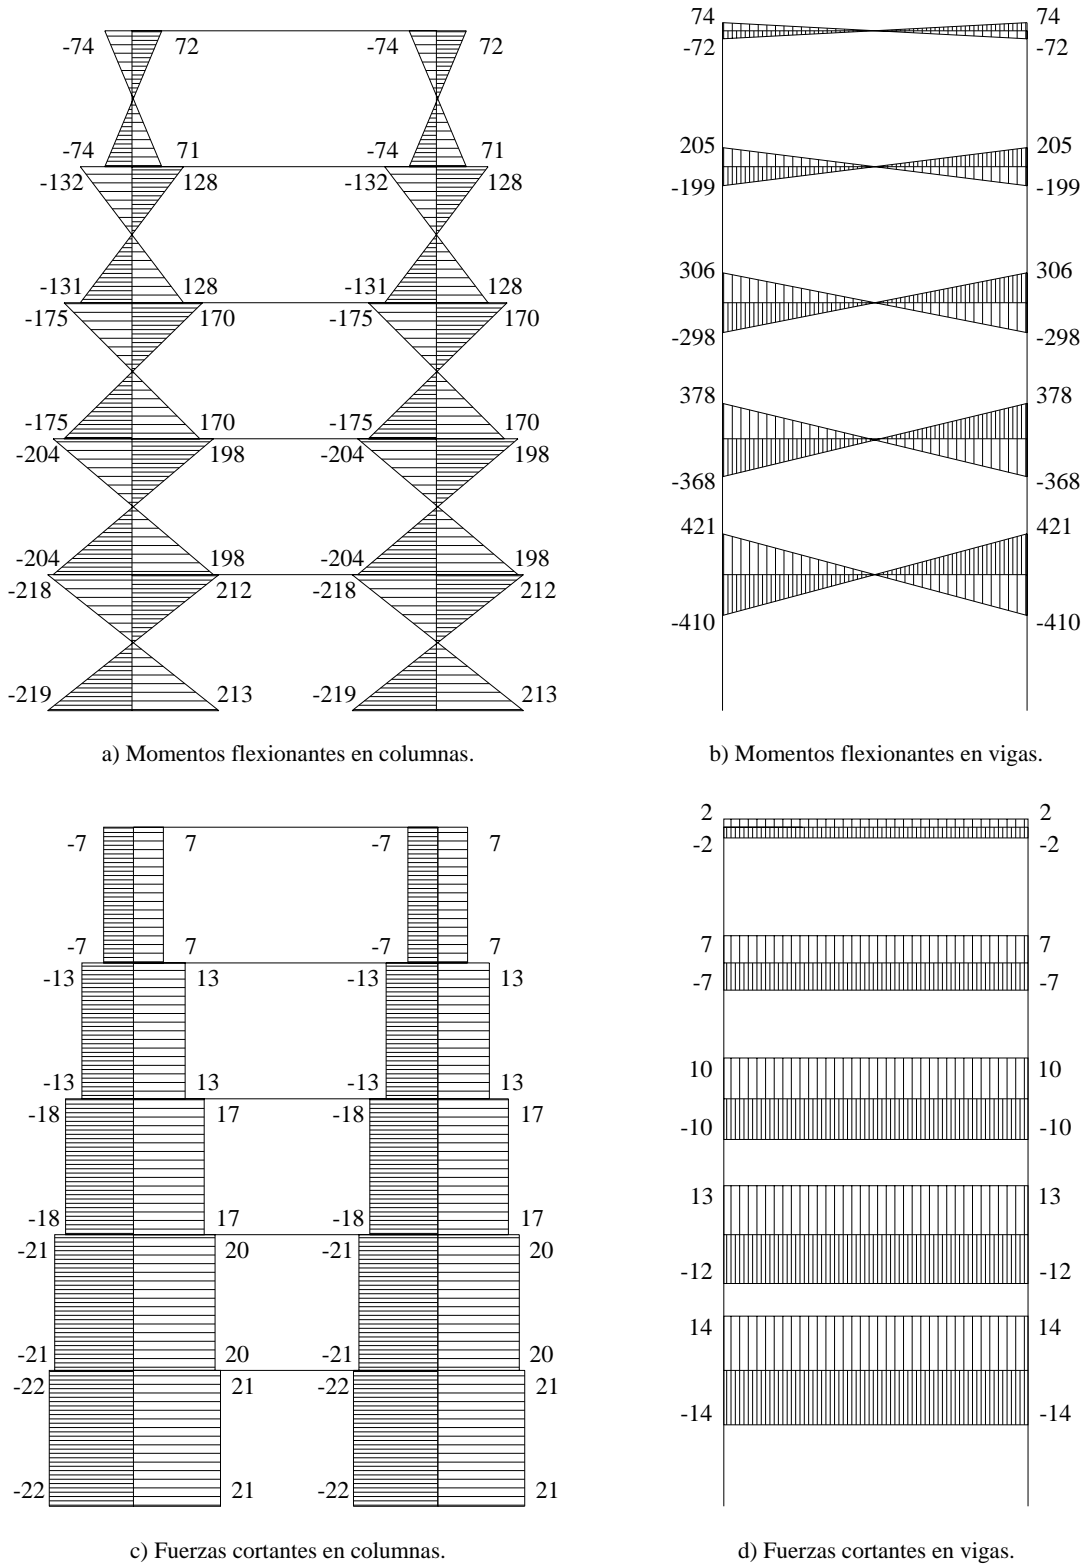 -74 72 -74 72
-74 71 -74 71
-132 128 -132 128
-131 128 -131 128
-175 170 -175 170
-175 170 -175 170
-204 198 -204 198
-204 198 -204 198
-218 212 -218 212
-219 213 -219 213
a) Momentos flexionantes en columnas.
74 74
-72 -72
205 205
-199 -199
306 306
-298 -298
378 378
-368 -368
421 421
-410 -410
b) Momentos flexionantes en vigas.
-7 7 -7 7
-7 7 -7 7
-13 13 -13 13
-13 13 -13 13
-18 17 -18 17
-18 17 -18 17
-21 20 -21 20
-21 20 -21 20
-22 21 -22 21
-22 21 -22 21
c) Fuerzas cortantes en columnas.
2 2
-2 -2
7 7
-7 -7
10 10
-10 -10
13 13
-12 -12
14 14
-14 -14
d) Fuerzas cortantes en vigas.